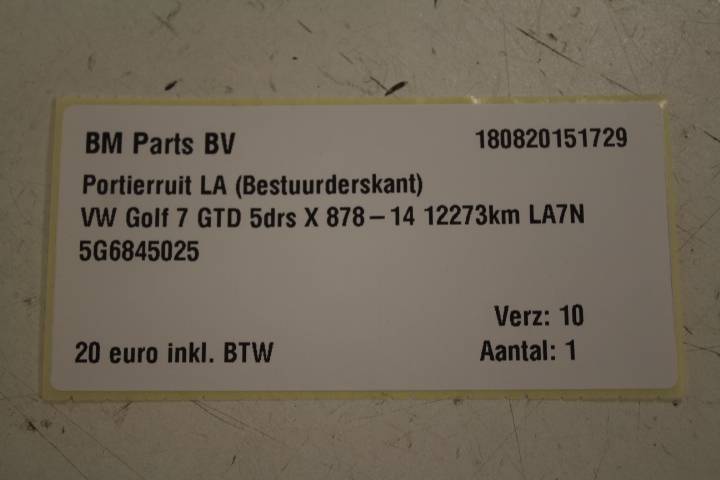 BM Parts BV 180820151729
Portierruit LA (Bestuurderskant)
VW Golf 7 GTD 5drs X 878-14 12273km LA7N
5G6845025
Verz: 10
20 euro inkl. BTW Aantal: 1